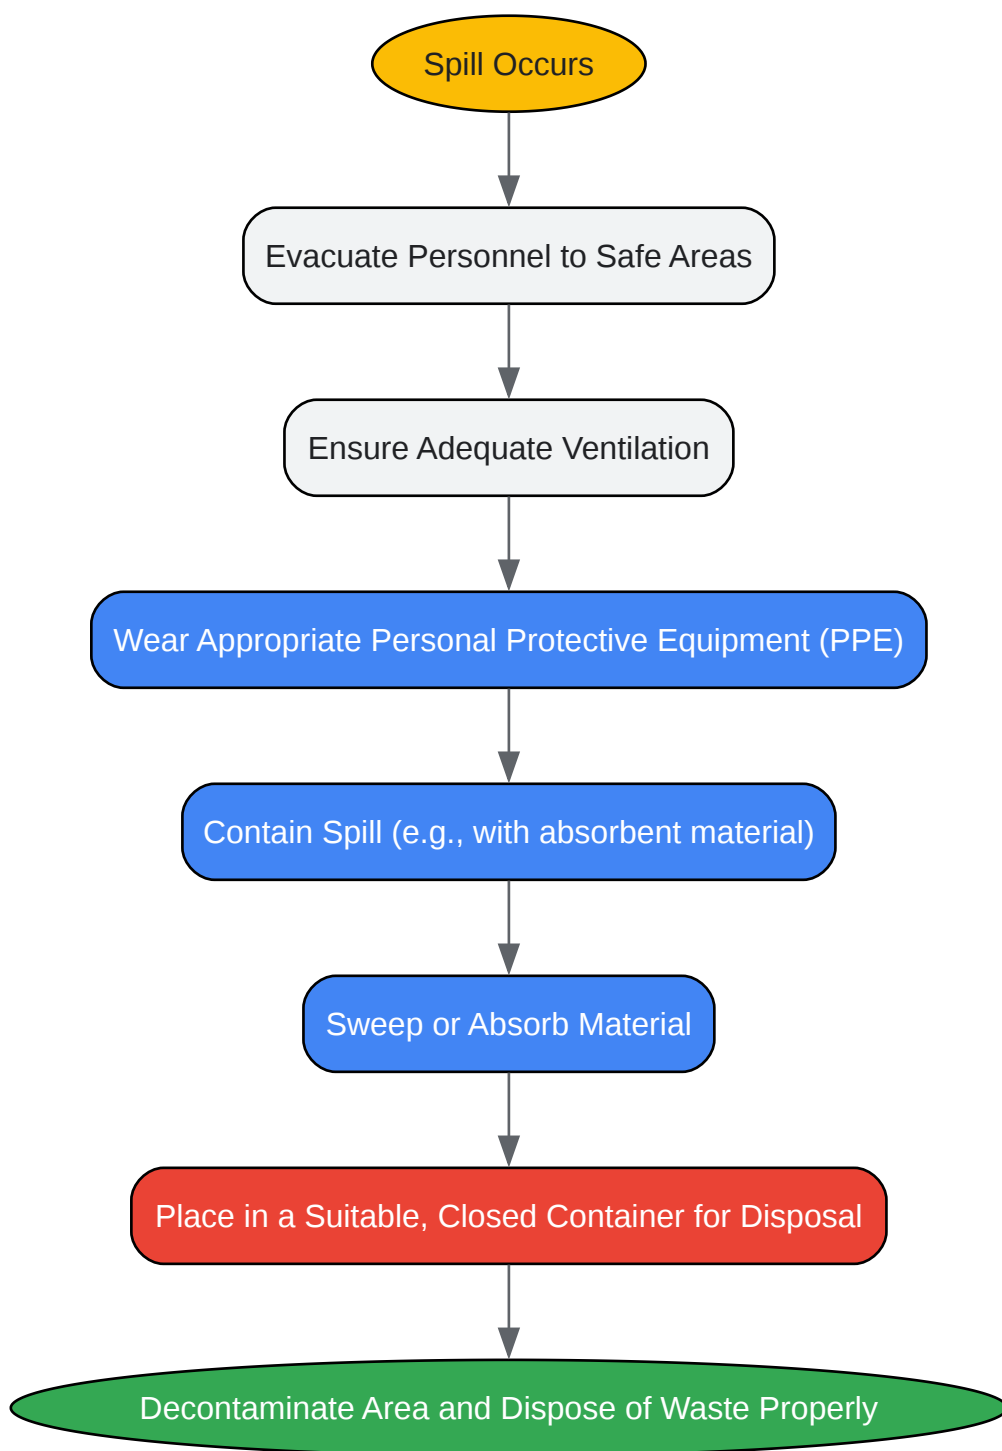 Spill Occurs
Evacuate Personnel to Safe Areas
Ensure Adequate Ventilation
Wear Appropriate Personal Protective Equipment (PPE)
Contain Spill (e.g., with absorbent material)
Sweep or Absorb Material
Place in a Suitable, Closed Container for Disposal
Decontaminate Area and Dispose of Waste Properly